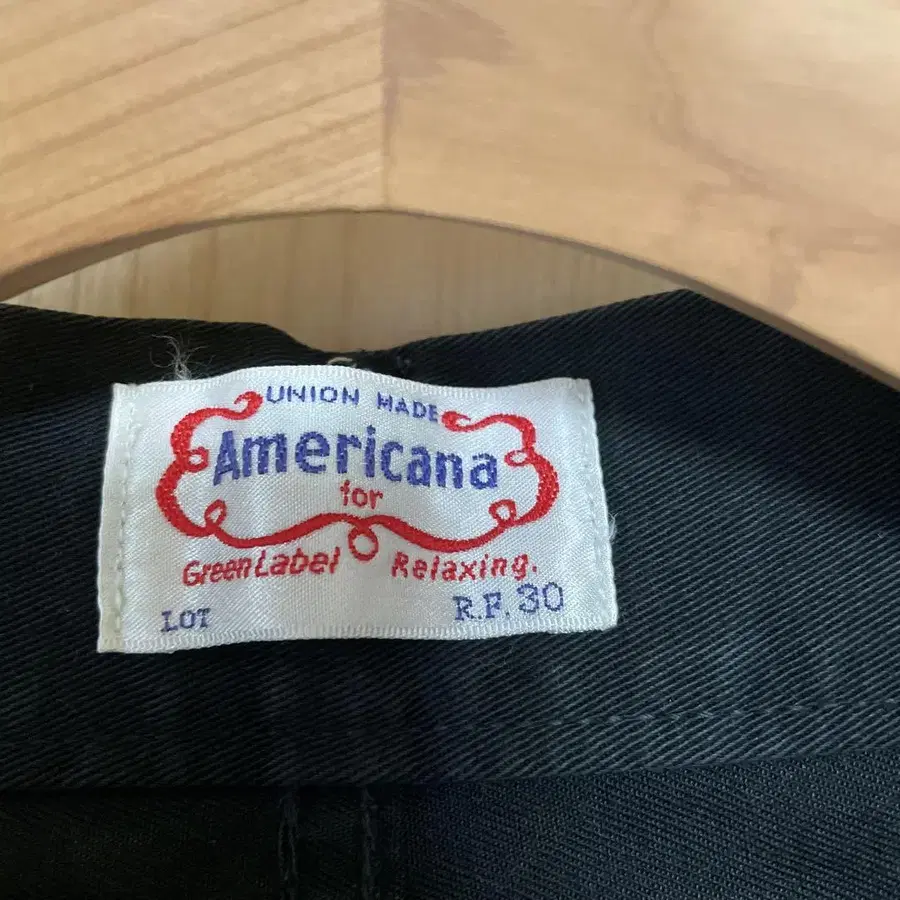 UNION MADE
Americana
for
Green Label Relaxing.
LOT R.F. 30